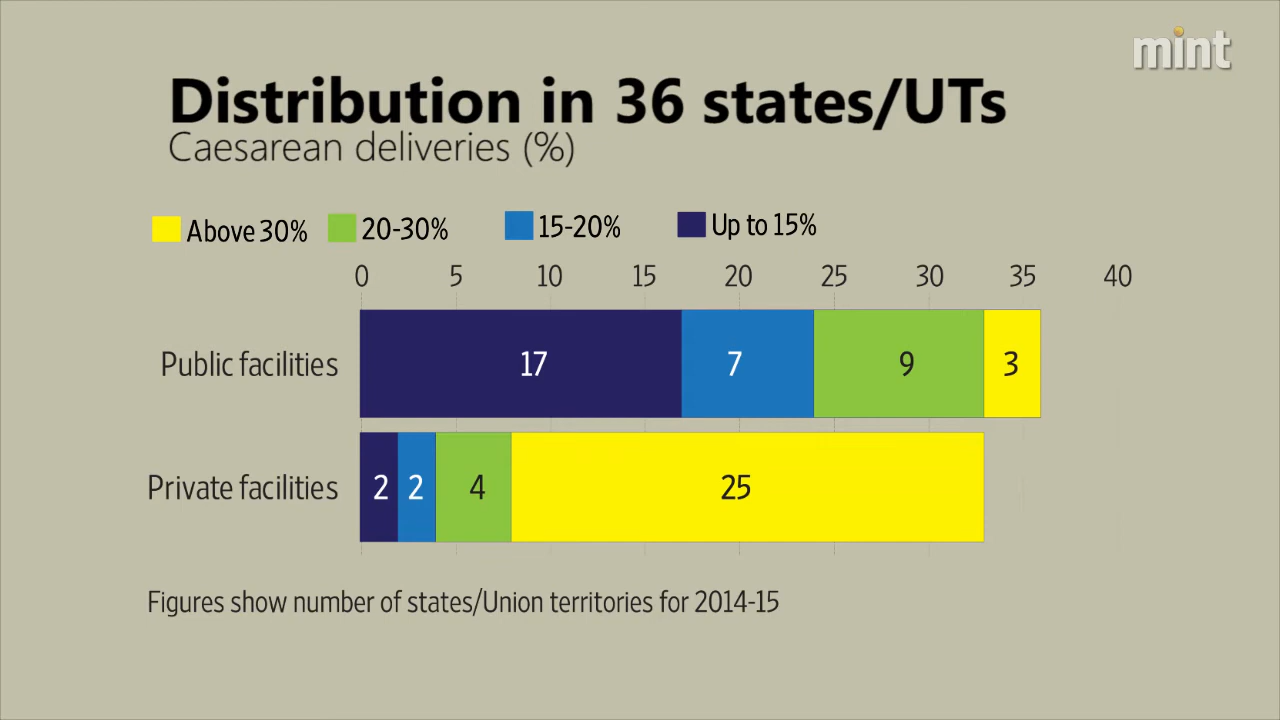 mint
Distribution in 36 states/UTs
Caesarean deliveries (%)
Above 30% 20-30% 15-20% Up to 15%
0 5 10 15 20 25 30 35 40
Public facilities 17 7 9 3
Private facilities 2 2 4 25
Figures show number of states/Union territories for 2014-15